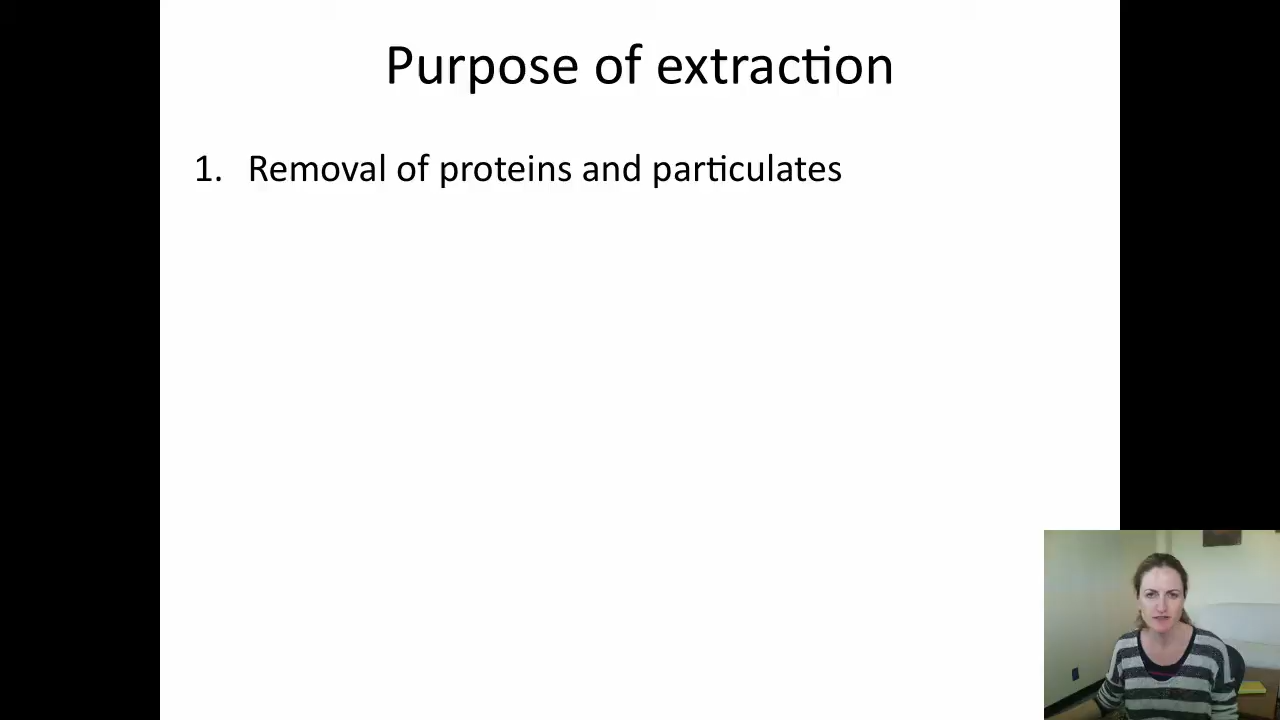 Purpose of extraction
1. Removal of proteins and particulates